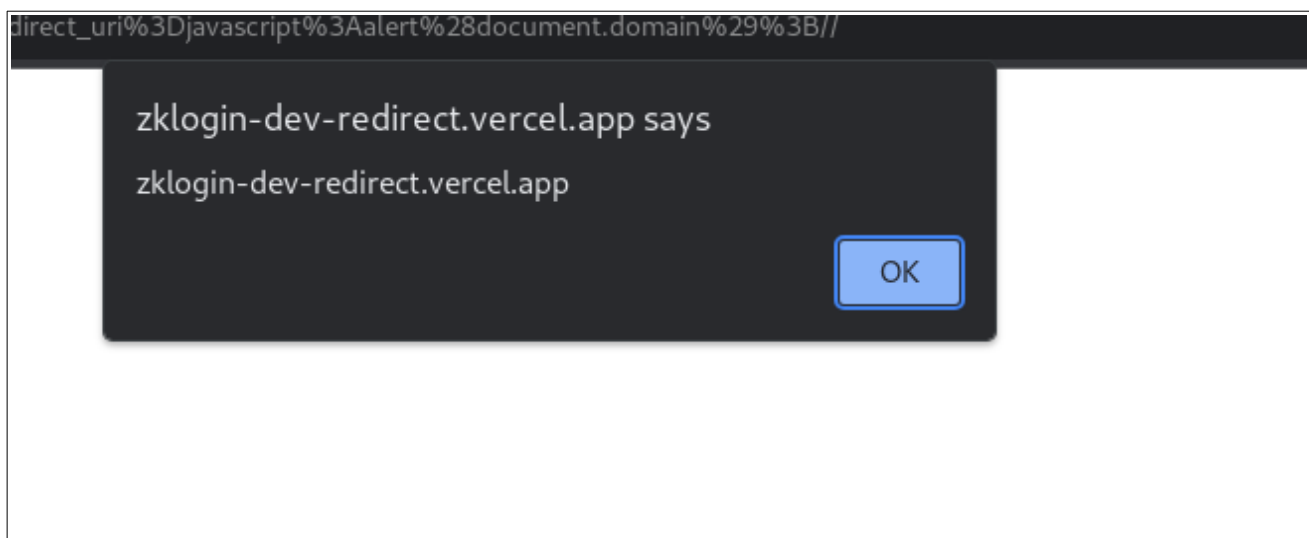 direct_uri%3Djavascript%3Aalert%28document.domain%29%3B//
zklogin-dev-redirect.vercel.app says
zklogin-dev-redirect.vercel.app
OK